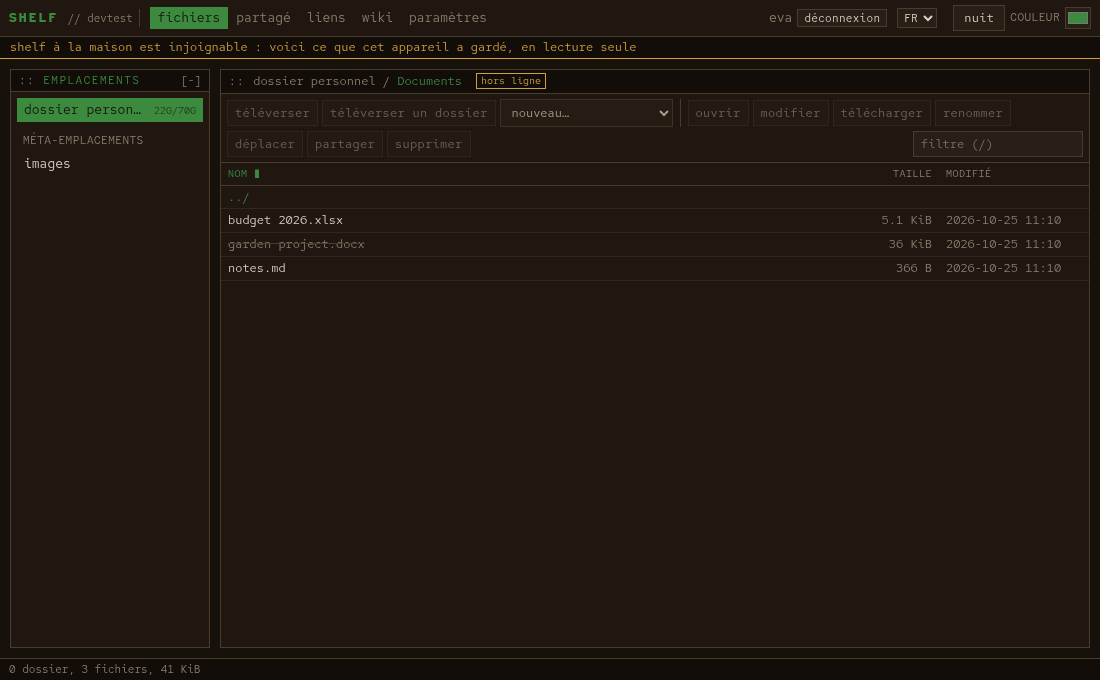 SHELF // devtest fichiers partagé liens wiki paramètres eva déconnexion FR nuit COULEUR
shelf à la maison est injoignable : voici ce que cet appareil a gardé, en lecture seule
:: EMPLACEMENTS [-]
dossier person… 22G/70G
MÉTA-EMPLACEMENTS
images
:: dossier personnel / Documents hors ligne
téléverser téléverser un dossier nouveau… ouvrir modifier télécharger renommer
déplacer partager supprimer filtre (/)
NOM TAILLE MODIFIÉ
../
budget 2026.xlsx 5.1 KiB 2026-10-25 11:10
garden project.docx 36 KiB 2026-10-25 11:10
notes.md 366 B 2026-10-25 11:10
0 dossier, 3 fichiers, 41 KiB